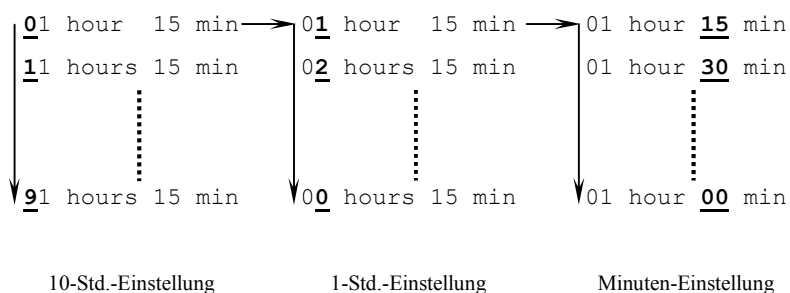 01 hour 15 min 01 hour 15 min 01 hour 15 min
11 hours 15 min 02 hours 15 min 01 hour 30 min
91 hours 15 min 00 hours 15 min 01 hour 00 min
10-Std.-Einstellung 1-Std.-Einstellung Minuten-Einstellung